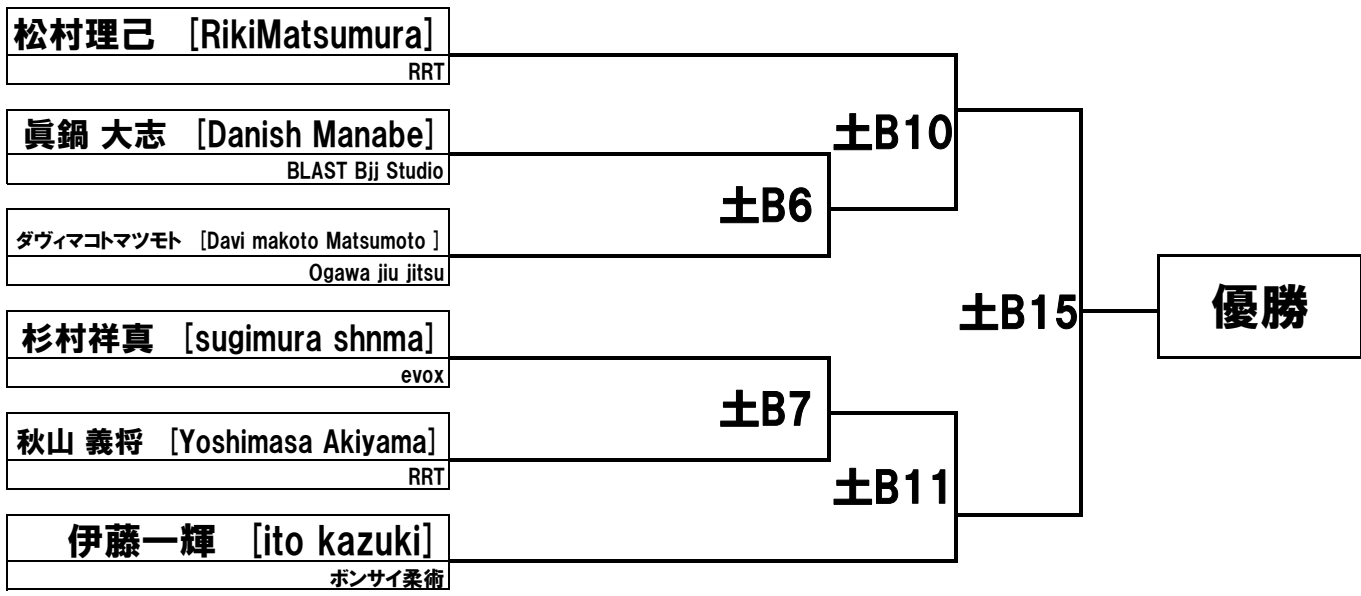 松村理己 [RikiMatsumura]
RRT
眞鍋 大志 [Danish Manabe]
BLAST Bjj Studio
ダヴィマコトマツモト [Davi makoto Matsumoto ]
Ogawa jiu jitsu
杉村祥真 [sugimura shnma]
evox
秋山 義将 [Yoshimasa Akiyama]
RRT
伊藤一輝 [ito kazuki]
ボンサイ柔術
土B10
土B6
土B7
土B11
土B15
優勝